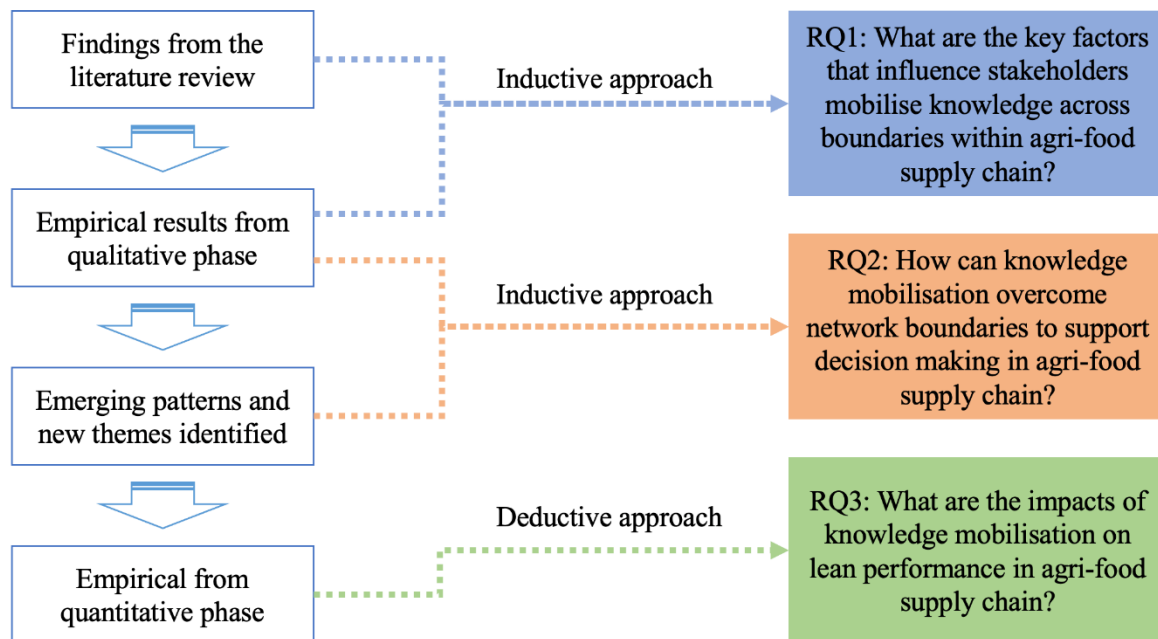 Findings from the
literature review
Inductive approach
RQ1: What are the key factors
that influence stakeholders
mobilise knowledge across
boundaries within agri-food
supply chain?
Empirical results from
qualitative phase
Inductive approach
RQ2: How can knowledge
mobilisation overcome
network boundaries to support
decision making in agri-food
supply chain?
Emerging patterns and
new themes identified
Deductive approach
RQ3: What are the impacts of
knowledge mobilisation on
lean performance in agri-food
supply chain?
Empirical from
quantitative phase